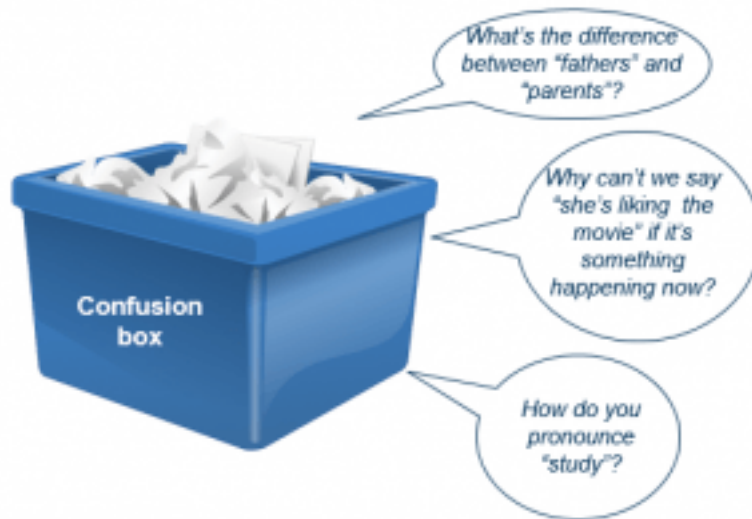 What's the difference
between "fathers" and
"parents"?
Why can't we say
"she's liking the
movie" if it's
something
happening now?
Confusion
box
How do you
pronounce
"study"?